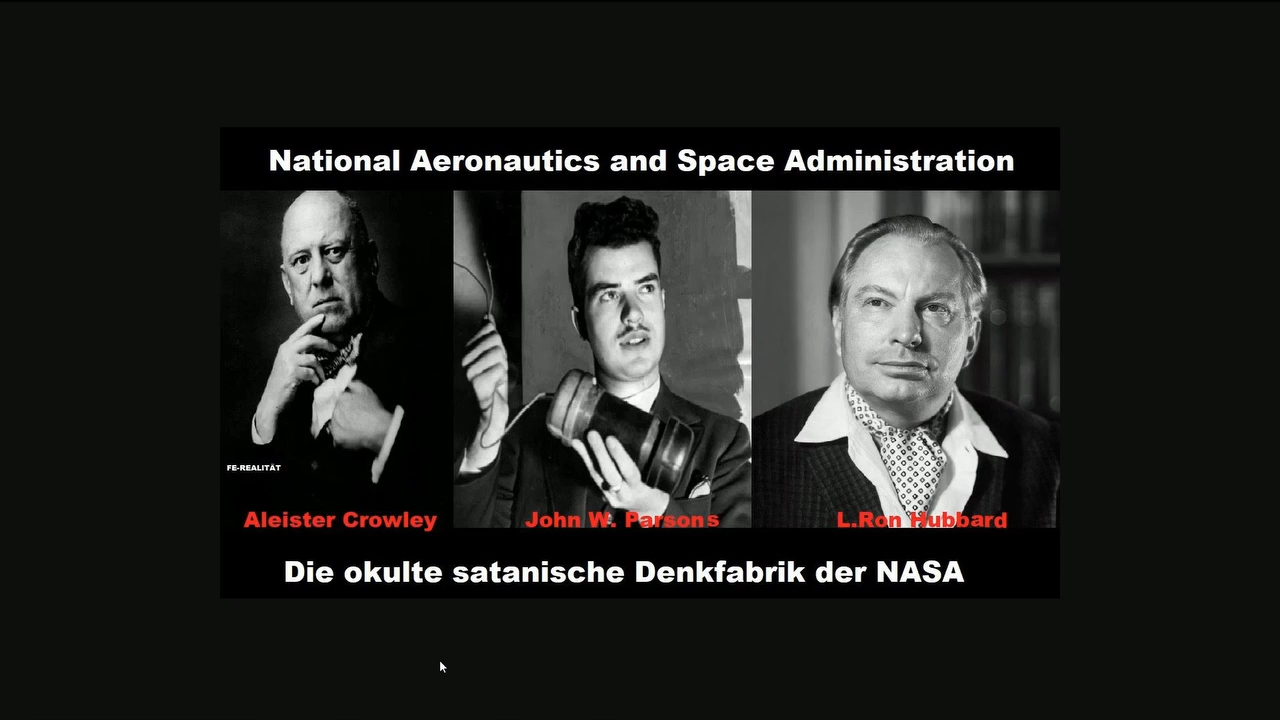 National Aeronautics and Space Administration
FE-REALITÄT
Aleister Crowley
John W. Parsons
L.Ron Hubbard
Die okulte satanische Denkfabrik der NASA